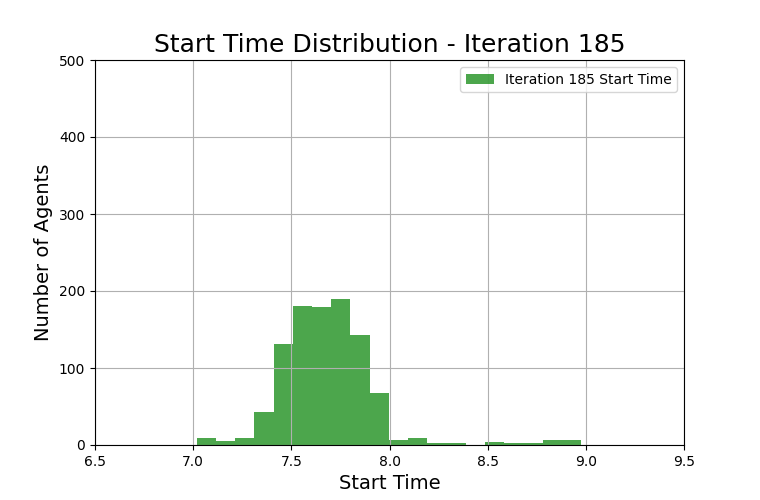 Start Time Distribution - Iteration 185
500
Iteration 185 Start Time
400
300
200
100
0
Number of Agents
6.5 7.0 7.5 8.0 8.5 9.0 9.5
Start Time